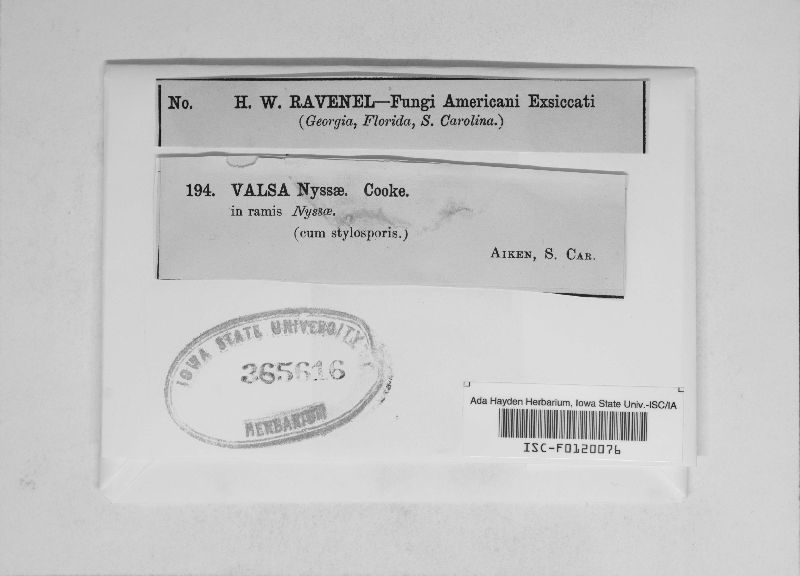 No. H. W. RAVENEL—Fungi Americani Exsiccati
(Georgia, Florida, S. Carolina.)
194. VALSA Nyssæ. Cooke.
in ramis Nyssæ.
(cum stylosporis.)
AIKEN, S. CAR.
IOWA STATE UNIVERSITY
365616
HERBARIUM
Ada Hayden Herbarium, Iowa State Univ.-ISC/IA
ISC-F0120076